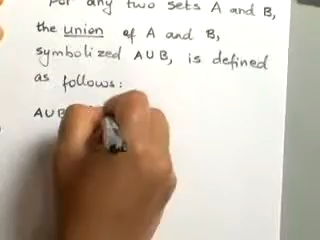 For any two sets A and B,
the union of A and B,
symbolized A∪B, is defined
as follows:
A∪B